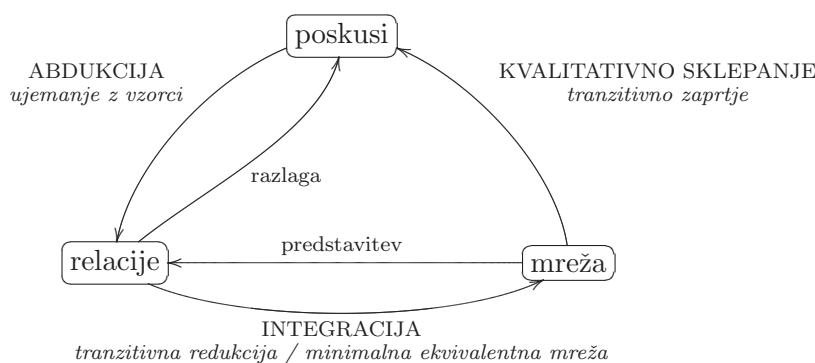 poskusi
ABDUKCIJA
ujemanje z vzorci
KVALITATIVNO SKLEPANJE
tranzitivno zaprtje
razlaga
predstavitev
relacije
mreža
INTEGRACIJA
tranzitivna redukcija / minimalna ekvivalentna mreža